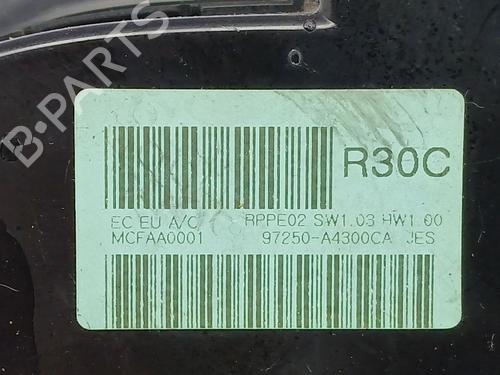 B-PARTS
R30C
EC EU A/C RPPE02 SW1.03 HW1.00
MCFAA0001 97250-A4300CA JES